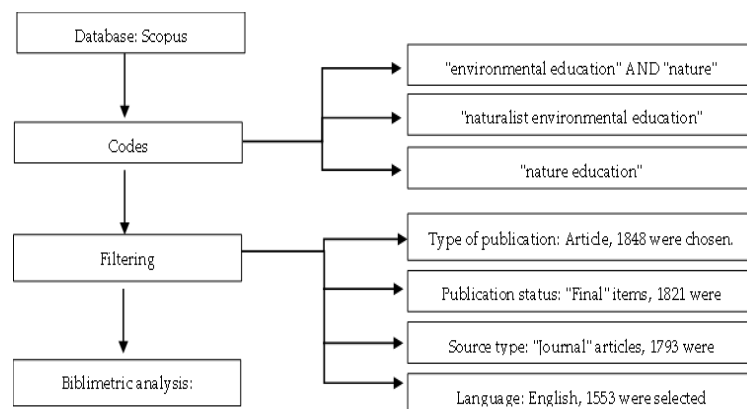 Database: Scopus
Codes
"environmental education" AND "nature"
"naturalist environmental education"
"nature education"
Filtering
Type of publication: Article, 1848 were chosen.
Publication status: "Final" items, 1821 were
Source type: "Journal" articles, 1793 were
Language: English, 1553 were selected
Biblimetric analysis: